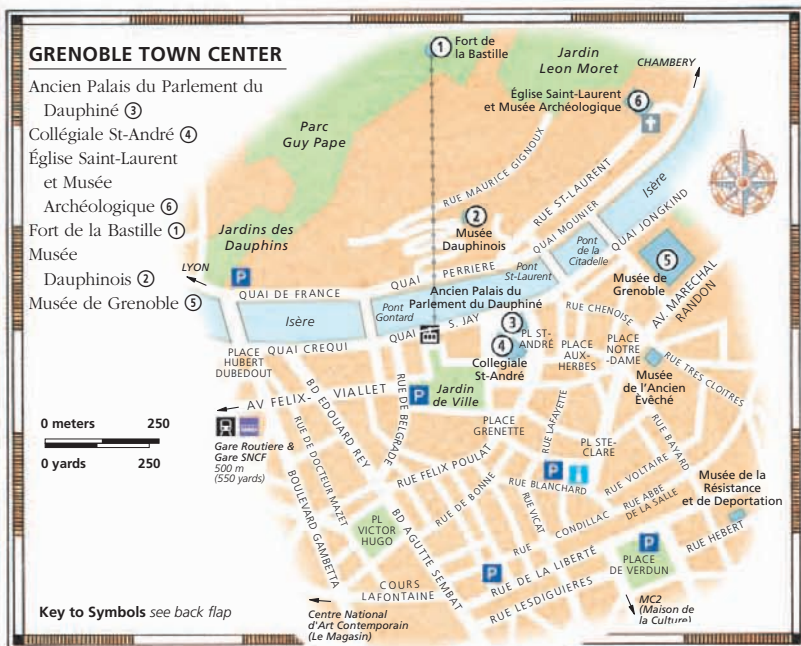 GRENOBLE TOWN CENTER
Ancien Palais du Parlement du
Dauphiné ③
Collégiale St-André ④
Église Saint-Laurent
et Musée
Archéologique ⑥
Fort de la Bastille ①
Musée
Dauphinois ②
Musée de Grenoble ⑤
① Fort de
la Bastille
Jardin
Leon Moret
CHAMBERY
Église Saint-Laurent
et Musée Archéologique ⑥
Parc
Guy Pape
RUE MAURICE GIGNOUX
RUE ST-LAURENT
Isère
②
Musée
Dauphinois
QUAI MOUNIER
QUAI JONGKIND
Jardins des
Dauphins
LYON
P
QUAI DE FRANCE
QUAI PERRIERE
Pont
St-Laurent
Pont
de la
Citadelle
⑤
Musée de
Grenoble
AV. MARECHAL
RANDON
Ancien Palais du
Parlement du Dauphiné
Isère
Pont
Gontard
QUAI S. JAY
③
④
PL ST-
ANDRÉ
RUE CHENOISE
PLACE
HUBERT
DUBEDOUT
QUAI CREQUI
Collegiale
St-André
PLACE
AUX-
HERBES
PLACE
NOTRE
-DAME
RUE TRES CLOITRES
Musée
de l'Ancien
Èvêché
AV FELIX-VIALLET
BD EDOUARD REY
RUE DE BELGRADE
P
Jardin
de Ville
0 meters 250
0 yards 250
Gare Routiere &
Gare SNCF
500 m
(550 yards)
RUE DE DOCTEUR MAZET
BOULEVARD GAMBETTA
PLACE
GRENETTE
RUE LAFAYETTE
PL STE-
CLARE
RUE BAYARD
RUE FELIX POULAT
P
i
RUE BLANCHARD
RUE VOLTAIRE
Musée de la
Résistance
et de Deportation
RUE DE BONNE
RUE VICAT
RUE CONDILLAC
RUE ABBE
DE LA SALLE
PL
VICTOR
HUGO
BD AGUTTE SEMBAT
P
RUE DE LA LIBERTÉ
P
PLACE
DE VERDUN
RUE HEBERT
COURS
LAFONTAINE
RUE LESDIGUIERES
Key to Symbols see back flap
Centre National
d'Art Contemporain
(Le Magasin)
MC2
(Maison de
la Culture)